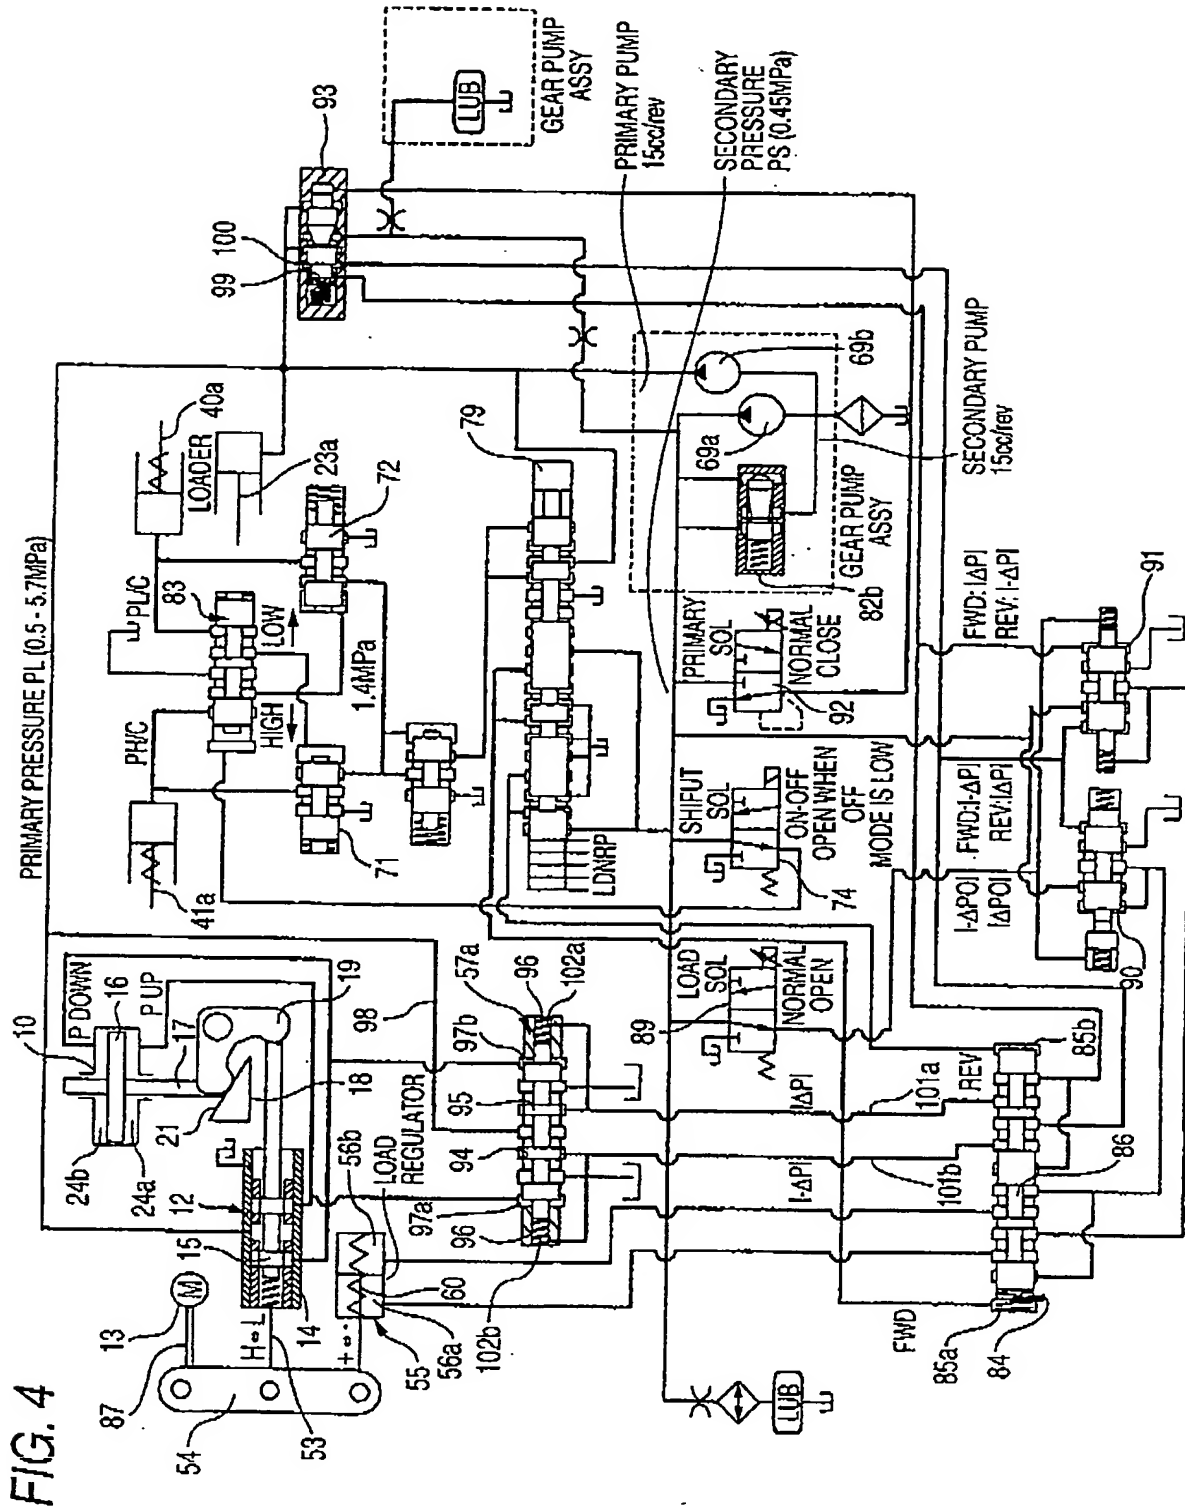 FIG. 4
PRIMARY PRESSURE PL (0.5 - 5.7MPa)
10
P DOWN
16
P UP
17
19
24b
24a
21
18
12
15
14
13
M
87
H↔L
53
54
55
56a
56b
60
LOAD
REGULATOR
98
94
95
97a
97b
96
96
57a
102a
102b
PH/C
41a
PL/C
83
HIGH
LOW
40a
LOADER
23a
72
71
1.4MPa
79
LDNRP
93
99
100
LUB
GEAR PUMP
ASSY
PRIMARY PUMP
15cc/rev
SECONDARY
PRESSURE
PS (0.45MPa)
69b
69a
SECONDARY PUMP
15cc/rev
GEAR PUMP
ASSY
82b
PRIMARY
SOL
NORMAL
CLOSE
92
SHIFUT
SOL
ON-OFF
OPEN WHEN
OFF
MODE IS LOW
74
LOAD
SOL
NORMAL
OPEN
89
FWD: IΔPI
REV: I-ΔPI
91
FWD:I-ΔPI
REV:IΔPI
I-ΔPOI
IΔPOI
90
IΔPI
101a
REV
85b
I-ΔPI
101b
86
FWD
85a
84
LUB